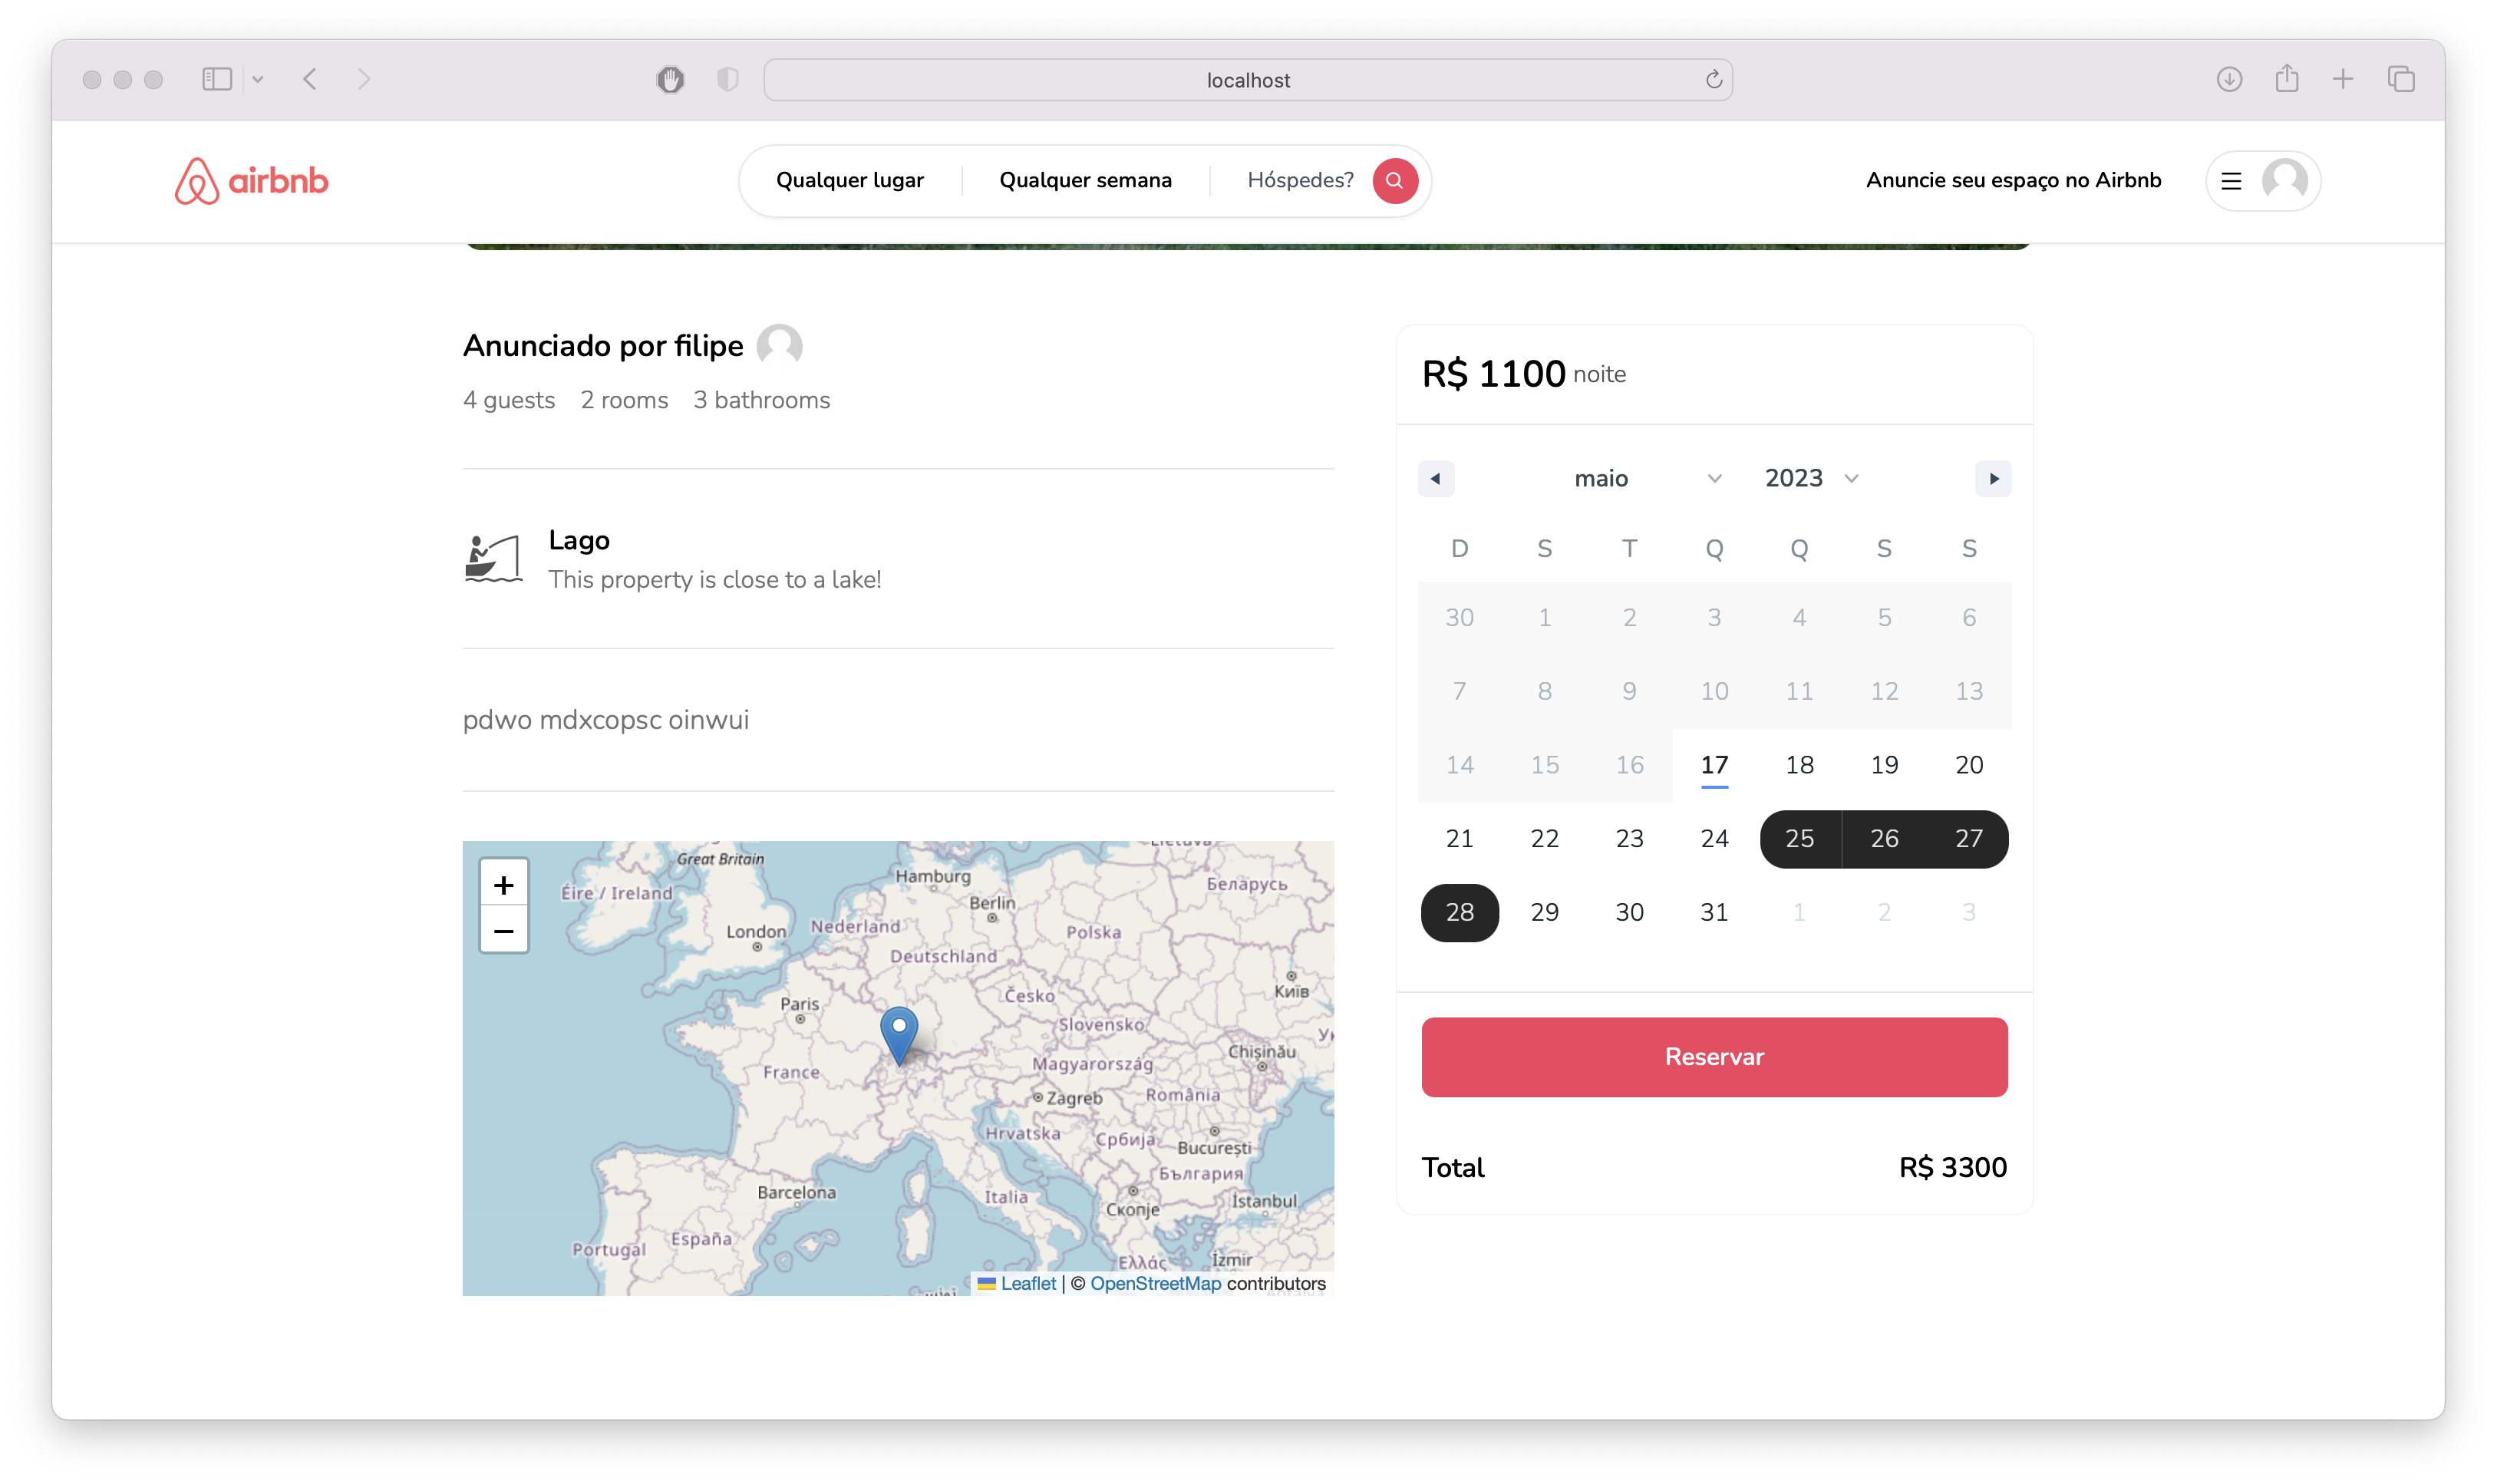 localhost
airbnb
Qualquer lugar
Qualquer semana
Hóspedes?
Anuncie seu espaço no Airbnb
Anunciado por filipe
4 guests 2 rooms 3 bathrooms
Lago
This property is close to a lake!
pdwo mdxcopsc oinwui
+
−
Great Britain
Éire / Ireland
Hamburg
Беларусь
Berlin
London
Nederland
Polska
Deutschland
Київ
Česko
Paris
Slovensko
Chișinău
Magyarország
France
Zagreb
România
Hrvatska
Србија
București
България
Barcelona
Italia
Скопје
İstanbul
España
Portugal
Ελλάς
İzmir
Leaflet | © OpenStreetMap contributors
R$ 1100 noite
maio 2023
D S T Q Q S S
30 1 2 3 4 5 6
7 8 9 10 11 12 13
14 15 16 17 18 19 20
21 22 23 24 25 26 27
28 29 30 31 1 2 3
Reservar
Total R$ 3300